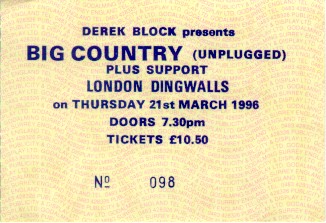 DEREK BLOCK presents
BIG COUNTRY (UNPLUGGED)
PLUS SUPPORT
LONDON DINGWALLS
on THURSDAY 21st MARCH 1996
DOORS 7.30pm
TICKETS £10.50
Nº 098